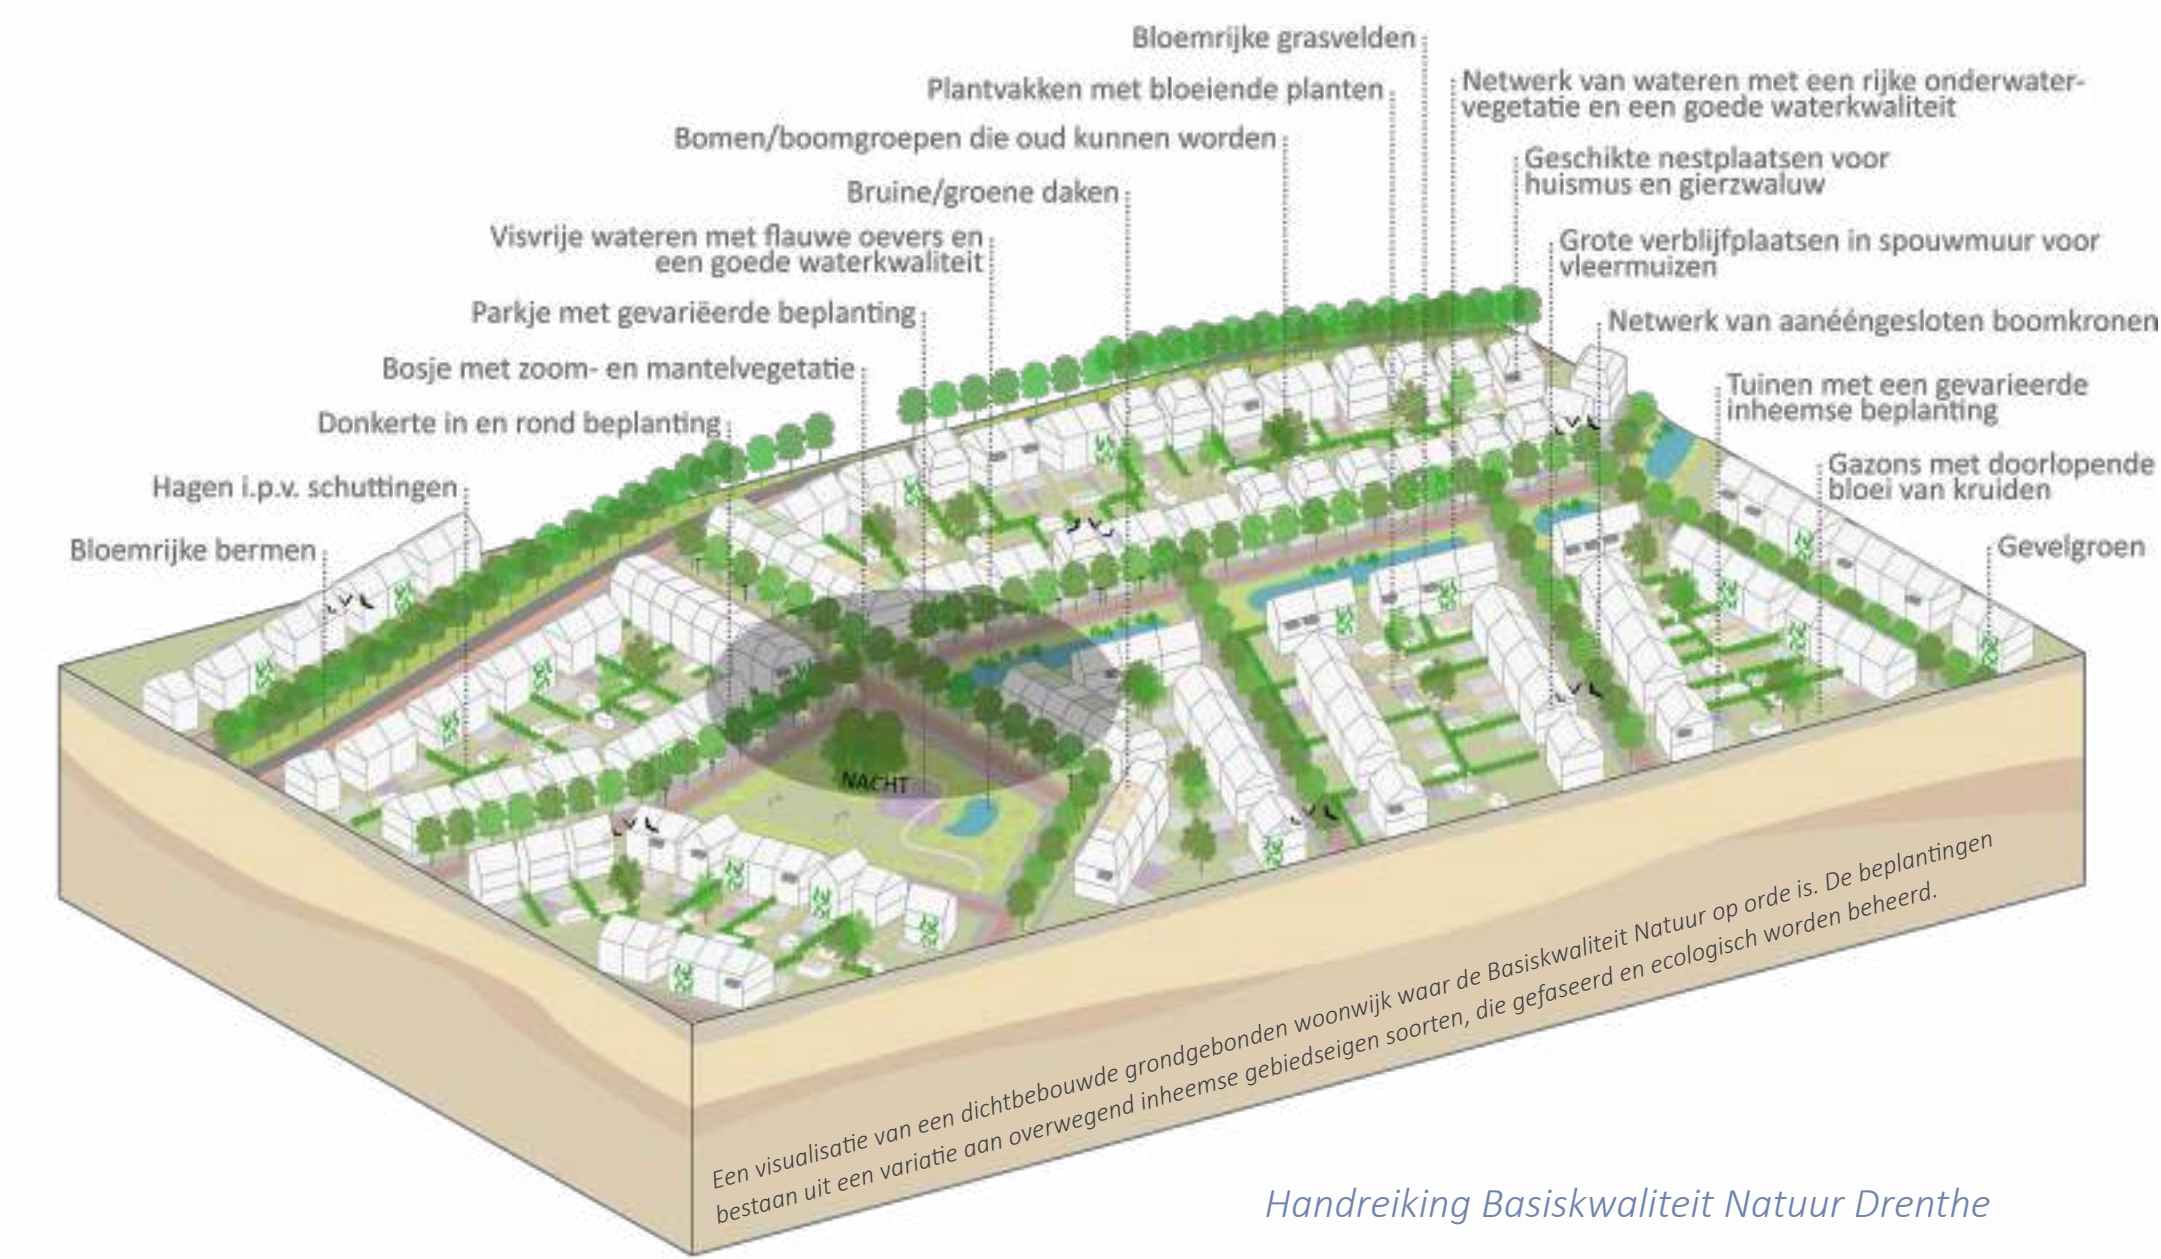 Bloemrijke grasvelden
Plantvakken met bloeiende planten
Netwerk van wateren met een rijke onderwater-
vegetatie en een goede waterkwaliteit
Bomen/boomgroepen die oud kunnen worden
Geschikte nestplaatsen voor
huismus en gierzwaluw
Bruine/groene daken
Visvrije wateren met flauwe oevers en
een goede waterkwaliteit
Grote verblijfplaatsen in spouwmuur voor
vleermuizen
Parkje met gevariëerde beplanting
Netwerk van aanééngesloten boomkronen
Bosje met zoom- en mantelvegetatie
Tuinen met een gevarieerde
inheemse beplanting
Donkerte in en rond beplanting
Gazons met doorlopende
bloei van kruiden
Hagen i.p.v. schuttingen
Bloemrijke bermen
Gevelgroen
NACHT
Een visualisatie van een dichtbebouwde grondgebonden woonwijk waar de Basiskwaliteit Natuur op orde is. De beplantingen
bestaan uit een variatie aan overwegend inheemse gebiedseigen soorten, die gefaseerd en ecologisch worden beheerd.
Handreiking Basiskwaliteit Natuur Drenthe